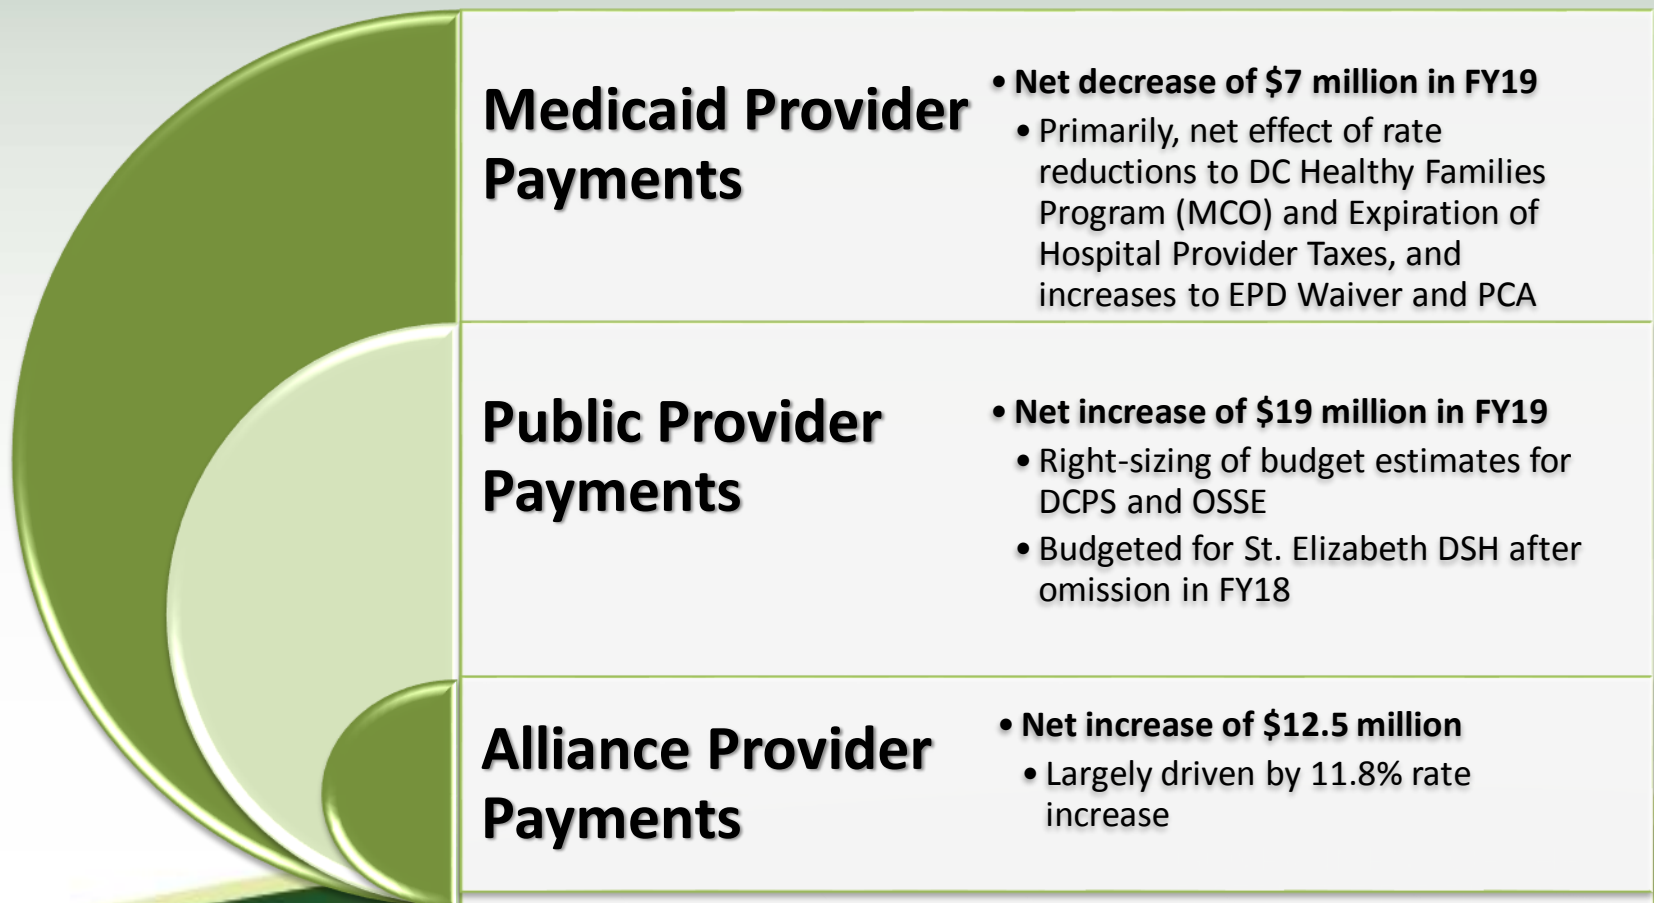 Medicaid Provider
Payments
• Net decrease of $7 million in FY19
• Primarily, net effect of rate
reductions to DC Healthy Families
Program (MCO) and Expiration of
Hospital Provider Taxes, and
increases to EPD Waiver and PCA
Public Provider
Payments
• Net increase of $19 million in FY19
• Right-sizing of budget estimates for
DCPS and OSSE
• Budgeted for St. Elizabeth DSH after
omission in FY18
Alliance Provider
Payments
• Net increase of $12.5 million
• Largely driven by 11.8% rate
increase